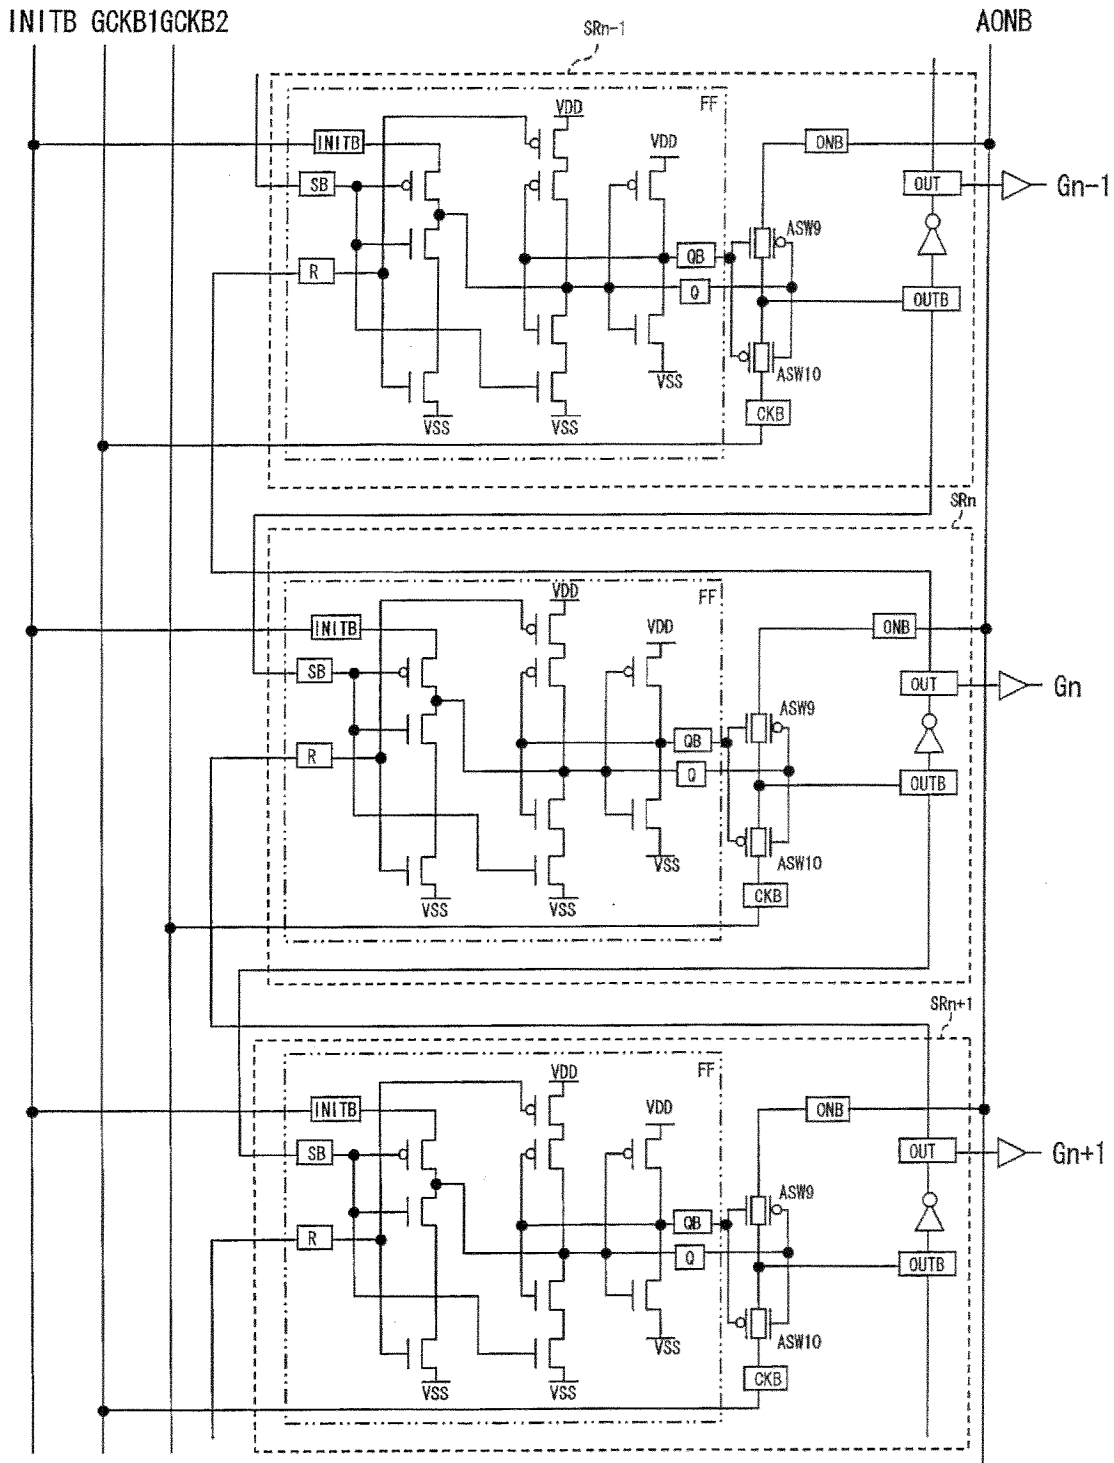 INITB GCKB1GCKB2 AONB
SRn-1
FF
VDD
INITB
VDD
ONB
SB
OUT
Gn-1
ASW9
R
QB
Q
OUTB
ASW10
VSS
CKB
VSS
VSS
SRn
FF
VDD
INITB
VDD
ONB
SB
OUT
Gn
ASW9
R
QB
Q
OUTB
ASW10
VSS
CKB
VSS
VSS
SRn+1
FF
VDD
INITB
VDD
ONB
SB
OUT
Gn+1
ASW9
R
QB
Q
OUTB
ASW10
VSS
CKB
VSS
VSS